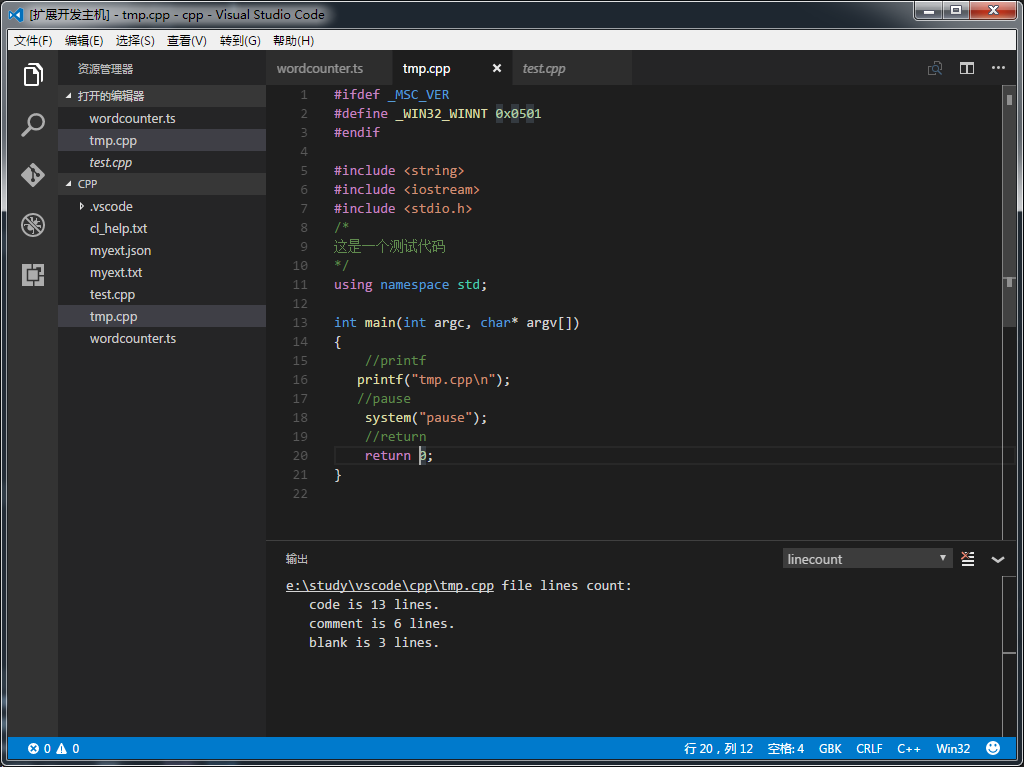 [扩展开发主机] - tmp.cpp - cpp - Visual Studio Code
文件(F) 编辑(E) 选择(S) 查看(V) 转到(G) 帮助(H)
资源管理器
打开的编辑器
wordcounter.ts
tmp.cpp
test.cpp
CPP
.vscode
cl_help.txt
myext.json
myext.txt
test.cpp
tmp.cpp
wordcounter.ts
wordcounter.ts tmp.cpp test.cpp
1 #ifdef _MSC_VER
2 #define _WIN32_WINNT 0x0501
3 #endif
4
5 #include <string>
6 #include <iostream>
7 #include <stdio.h>
8 /*
9 这是一个测试代码
10 */
11 using namespace std;
12
13 int main(int argc, char* argv[])
14 {
15     //printf
16    printf("tmp.cpp\n");
17    //pause
18     system("pause");
19     //return
20     return 0;
21 }
22
输出 linecount
e:\study\vscode\cpp\tmp.cpp file lines count:
   code is 13 lines.
   comment is 6 lines.
   blank is 3 lines.
0 0 行 20，列 12 空格: 4 GBK CRLF C++ Win32